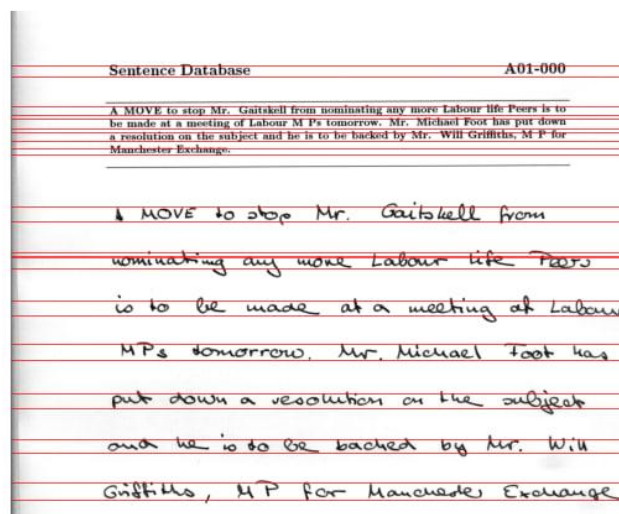 Sentence Database A01-000
A MOVE to stop Mr. Gaitskell from nominating any more Labour life Peers is to
be made at a meeting of Labour M Ps tomorrow. Mr. Michael Foot has put down
a resolution on the subject and he is to be backed by Mr. Will Griffiths, M P for
Manchester Exchange.
A MOVE to stop Mr. Gaitskell from
nominating any more Labour life Peers
is to be made at a meeting of Labour
MPs tomorrow. Mr. Michael Foot has
put down a resolution on the subject
and he is to be backed by Mr. Will
Griffiths, MP for Manchester Exchange